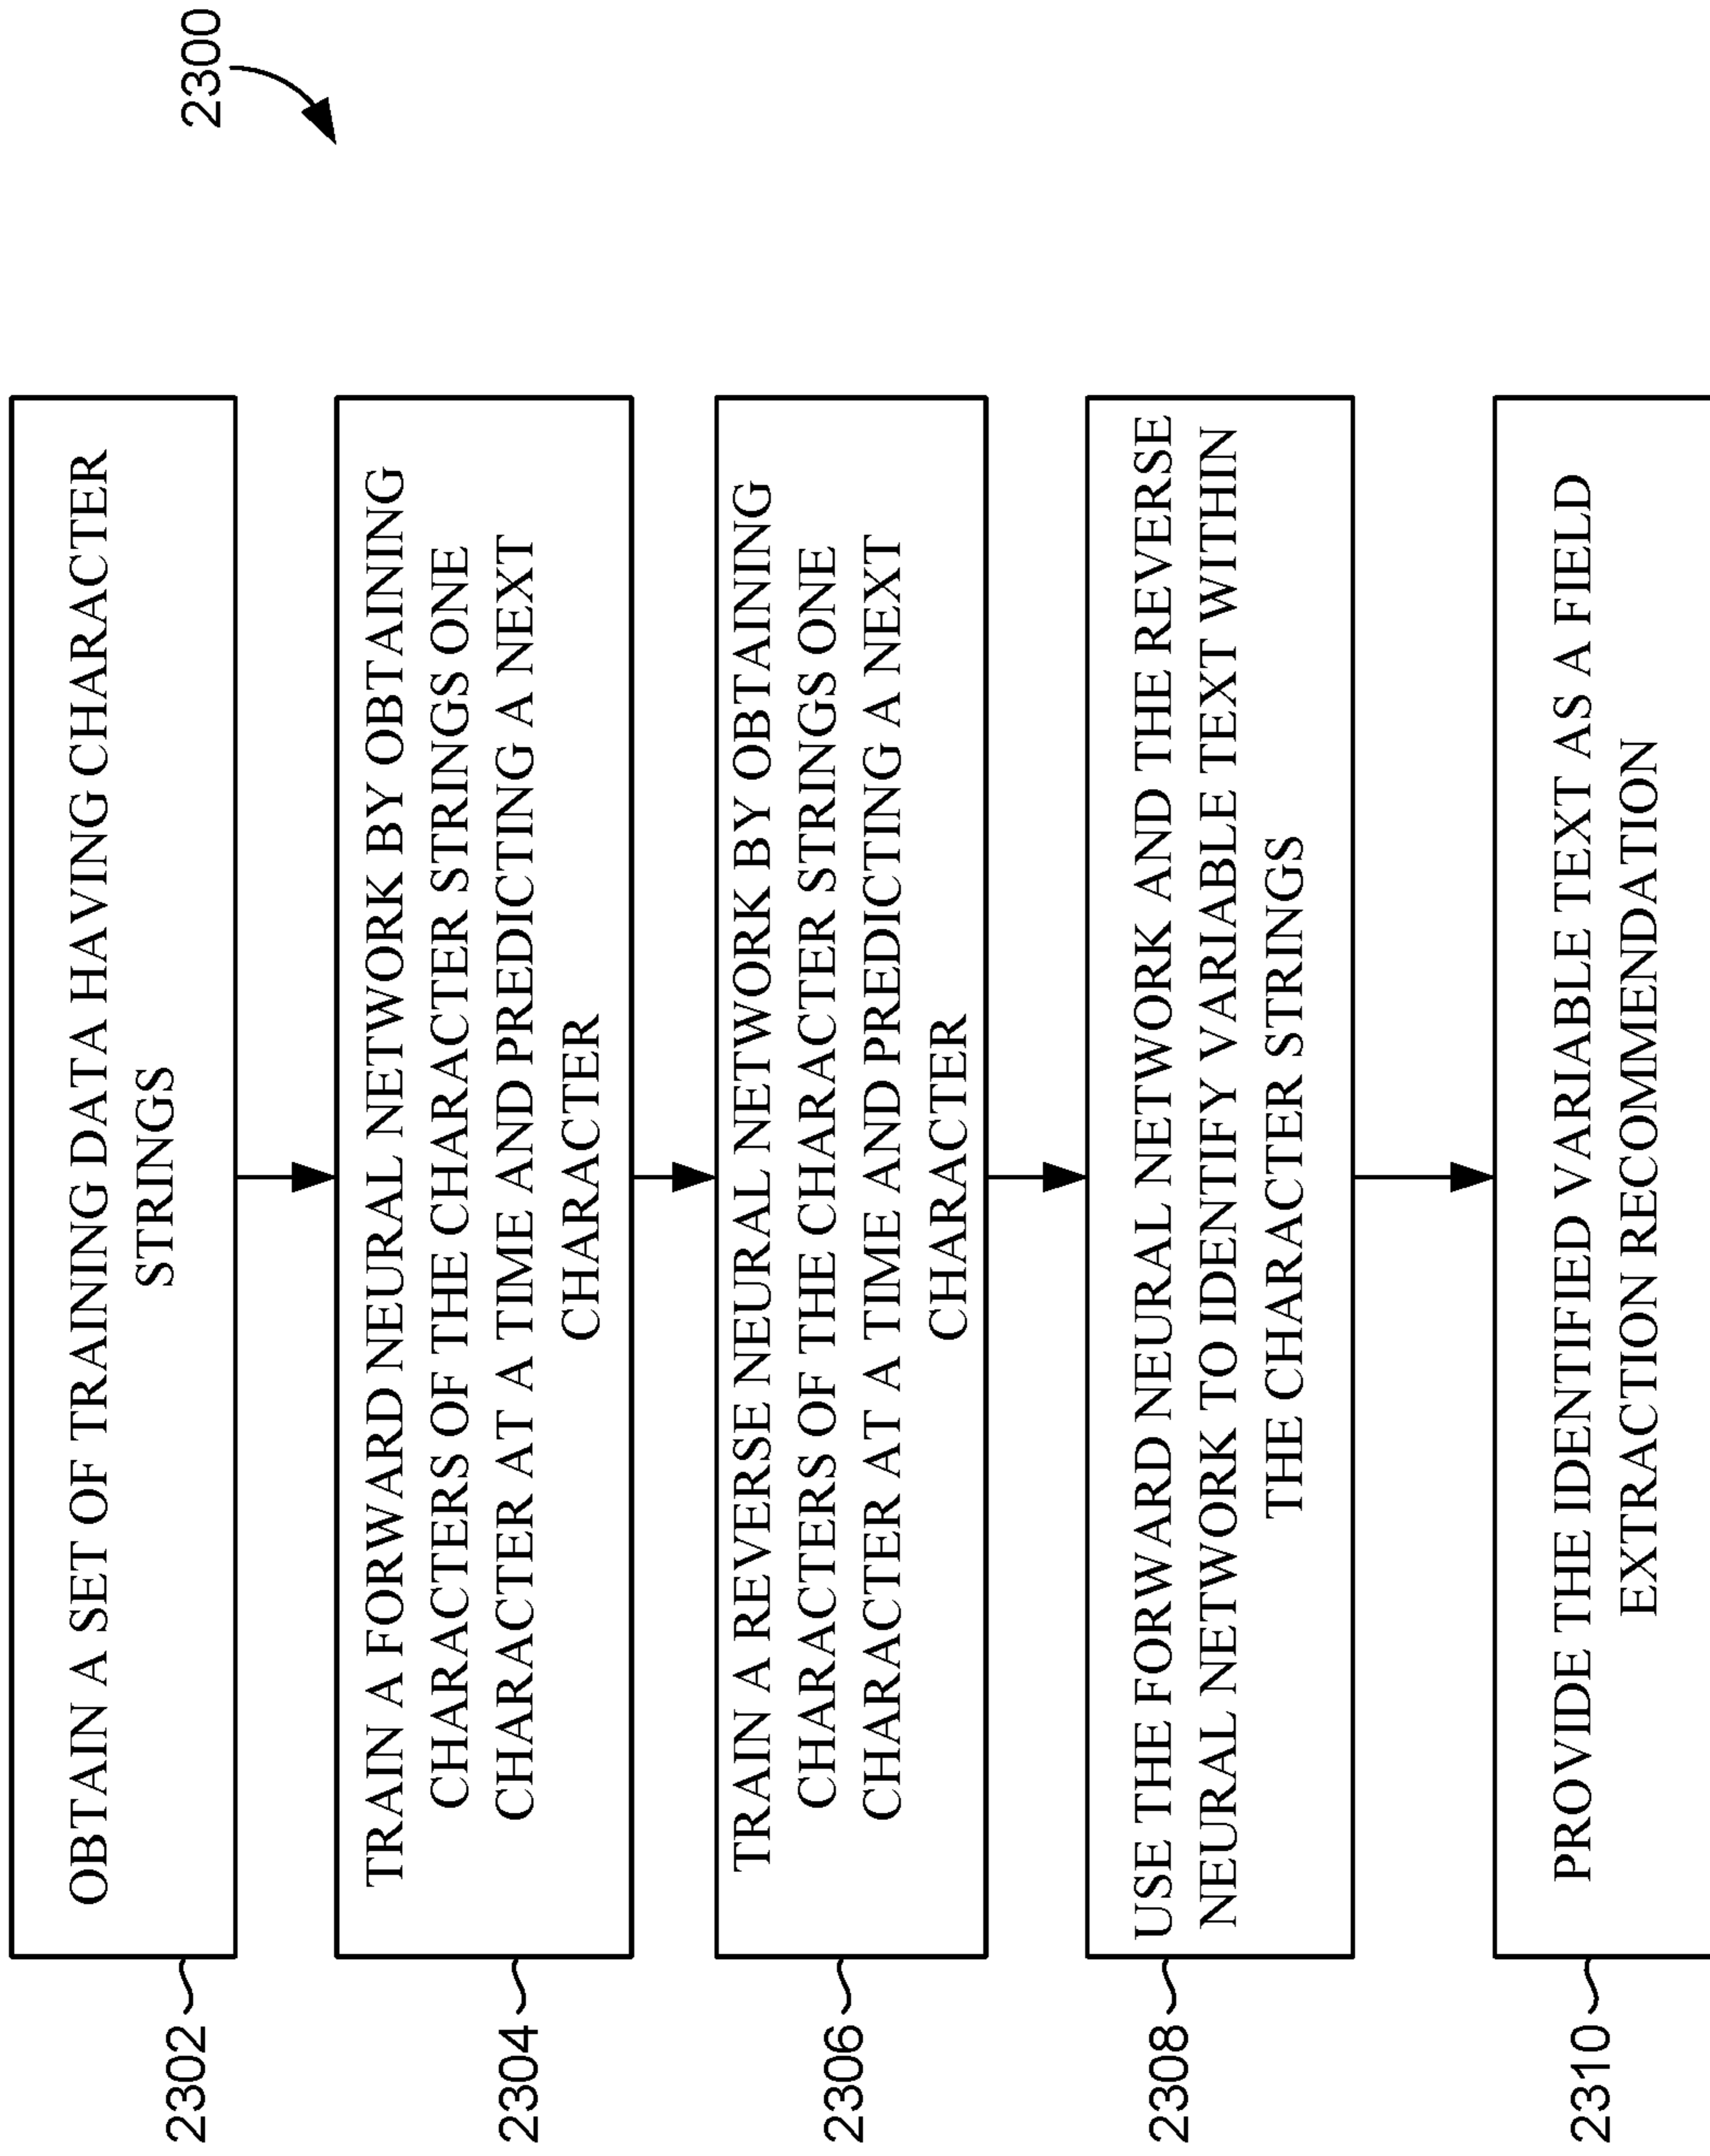 2300
2302
OBTAIN A SET OF TRAINING DATA HAVING CHARACTER
STRINGS
2304
TRAIN A FORWARD NEURAL NETWORK BY OBTAINING
CHARACTERS OF THE CHARACTER STRINGS ONE
CHARACTER AT A TIME AND PREDICTING A NEXT
CHARACTER
2306
TRAIN A REVERSE NEURAL NETWORK BY OBTAINING
CHARACTERS OF THE CHARACTER STRINGS ONE
CHARACTER AT A TIME AND PREDICTING A NEXT
CHARACTER
2308
USE THE FORWARD NEURAL NETWORK AND THE REVERSE
NEURAL NETWORK TO IDENTIFY VARIABLE TEXT WITHIN
THE CHARACTER STRINGS
2310
PROVIDE THE IDENTIFIED VARIABLE TEXT AS A FIELD
EXTRACTION RECOMMENDATION